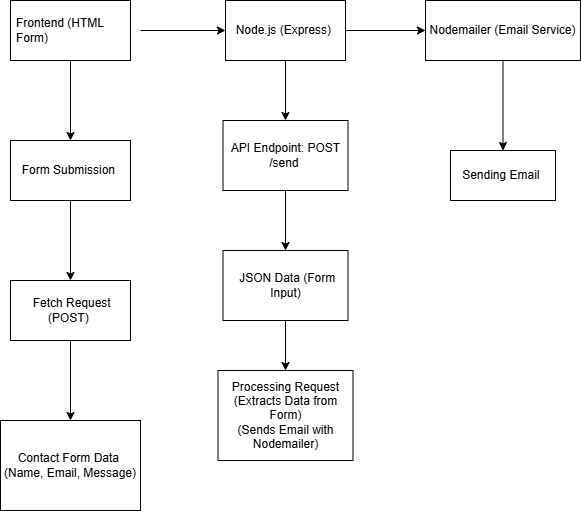 Frontend (HTML
Form)
Node.js (Express)
Nodemailer (Email Service)
API Endpoint: POST
/send
Form Submission
Sending Email
JSON Data (Form
Input)
Fetch Request
(POST)
Processing Request
(Extracts Data from
Form)
(Sends Email with
Nodemailer)
Contact Form Data
(Name, Email, Message)